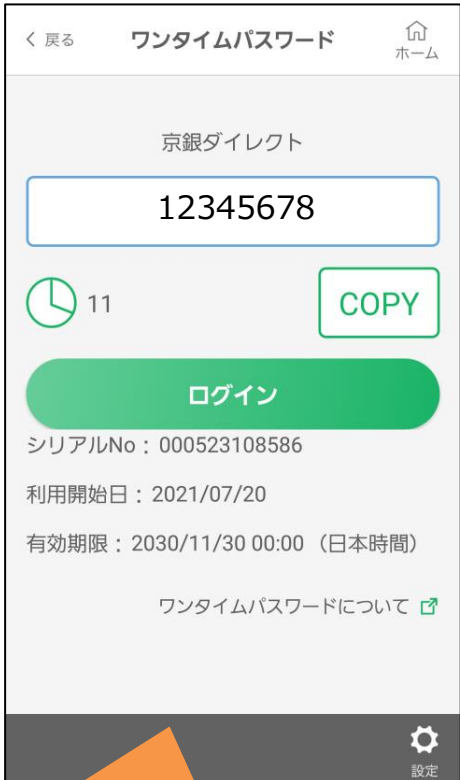 戻る ワンタイムパスワード ホーム
京銀ダイレクト
12345678
11 COPY
ログイン
シリアルNo：000523108586
利用開始日：2021/07/20
有効期限：2030/11/30 00:00 （日本時間）
ワンタイムパスワードについて
設定